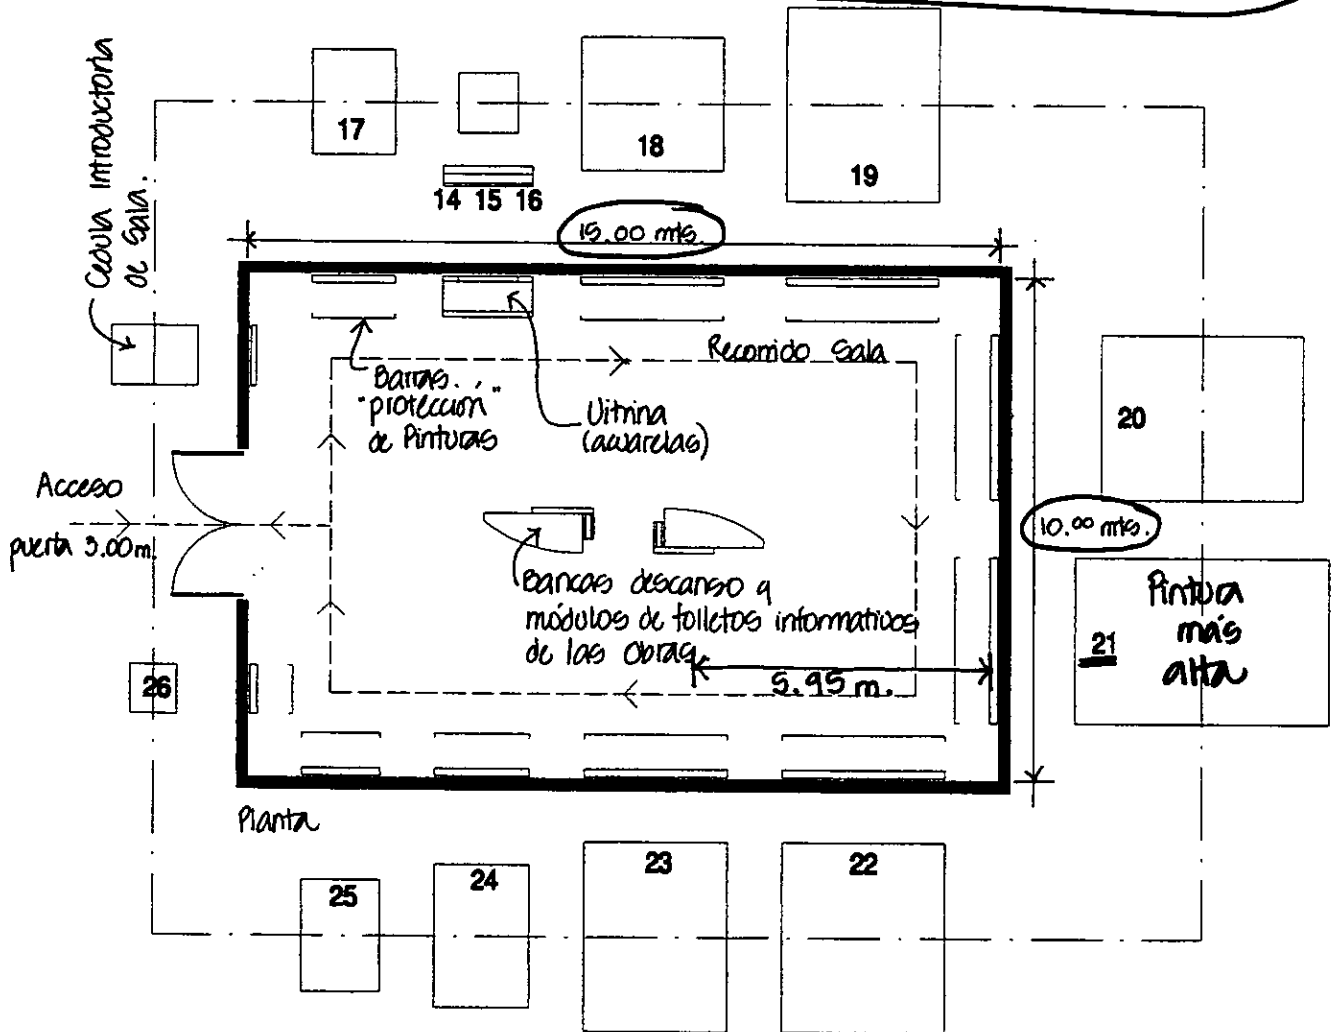 Cedula introductoria
de Sala.
17
18
19
14 15 16
15.00 mts.
Recorrido Sala
Barras
"protección"
de Pinturas
Vitrina
(acuarelas)
20
Acceso
puerta 3.00 m.
10.00 mts.
Bancas descanso y
módulos de folletos informativos
de las Obras.
5.95 m.
21
Pintura
más
alta
26
Planta
25
24
23
22